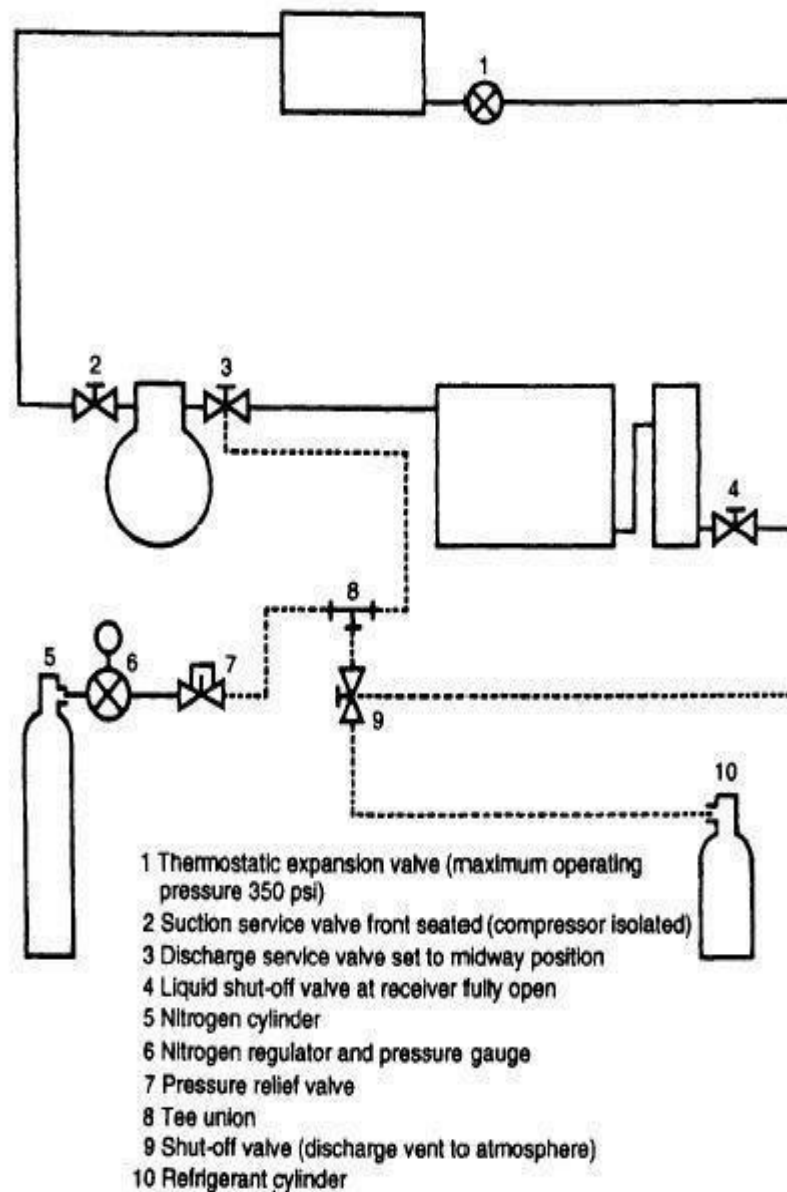 1
2
3
4
8
5
6
7
9
10
1 Thermostatic expansion valve (maximum operating
pressure 350 psi)
2 Suction service valve front seated (compressor isolated)
3 Discharge service valve set to midway position
4 Liquid shut-off valve at receiver fully open
5 Nitrogen cylinder
6 Nitrogen regulator and pressure gauge
7 Pressure relief valve
8 Tee union
9 Shut-off valve (discharge vent to atmosphere)
10 Refrigerant cylinder